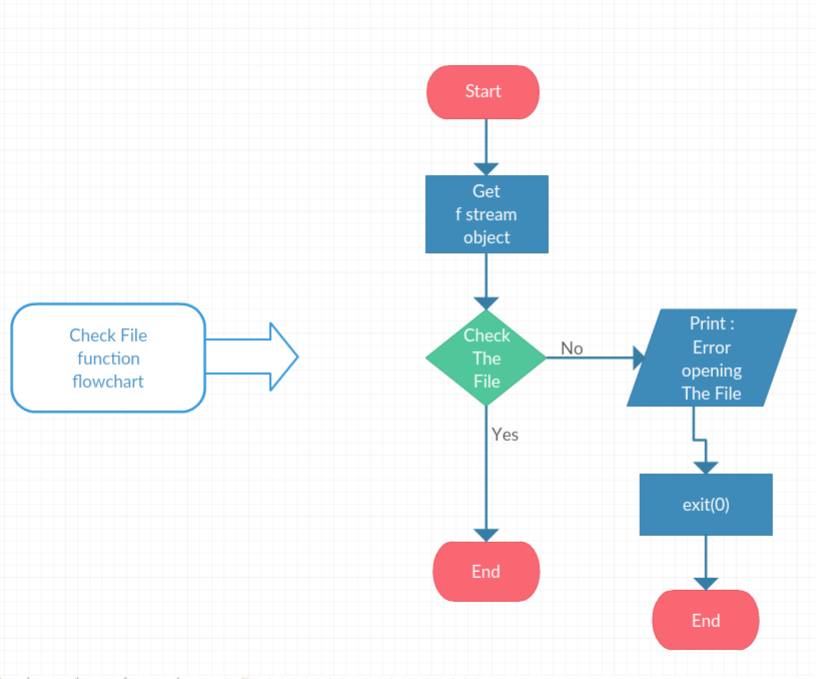 Start
Get
f stream
object
Check File
function
flowchart
Check
The
File
No
Print :
Error
opening
The File
Yes
exit(0)
End
End